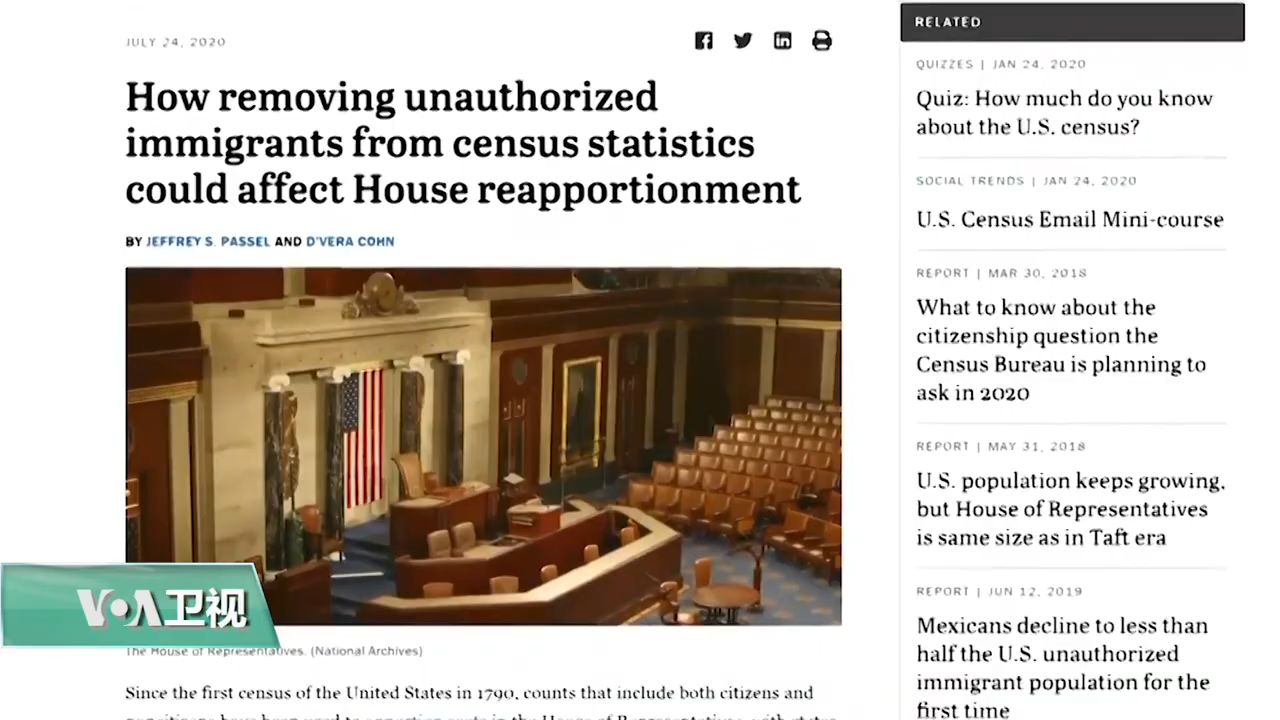 JULY 24, 2020
How removing unauthorized
immigrants from census statistics
could affect House reapportionment
BY JEFFREY S. PASSEL AND D'VERA COHN
VOA卫视
The House of Representatives. (National Archives)
Since the first census of the United States in 1790, counts that include both citizens and
RELATED
QUIZZES | JAN 24, 2020
Quiz: How much do you know
about the U.S. census?
SOCIAL TRENDS | JAN 24, 2020
U.S. Census Email Mini-course
REPORT | MAR 30, 2018
What to know about the
citizenship question the
Census Bureau is planning to
ask in 2020
REPORT | MAY 31, 2018
U.S. population keeps growing,
but House of Representatives
is same size as in Taft era
REPORT | JUN 12, 2019
Mexicans decline to less than
half the U.S. unauthorized
immigrant population for the
first time